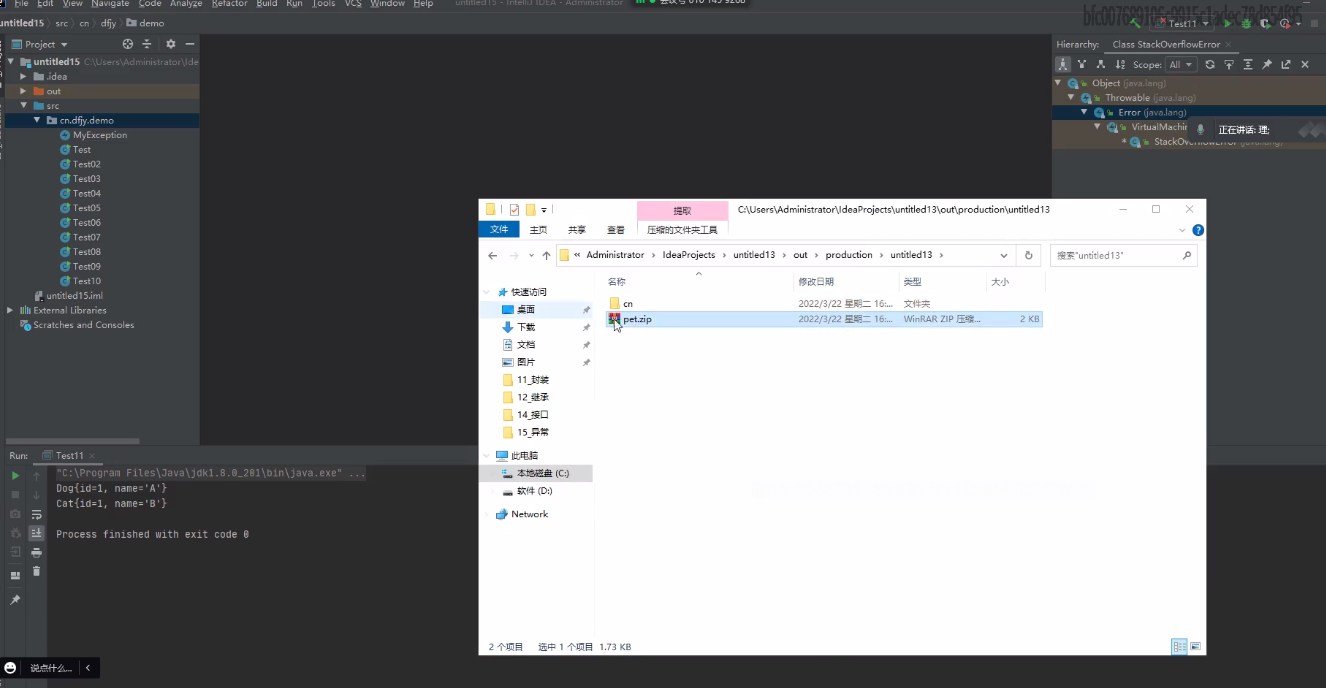 File Edit View Navigate Code Analyze Refactor Build Run Tools VCS Window Help untitled15 - IntelliJ IDEA - Administrator
untitled15 › src › cn › dfjy › demo
Test11
Project
Hierarchy: Class StackOverflowError ×
untitled15 C:\Users\Administrator\Ide
Scope: All
.idea
Object (java.lang)
out
Throwable (java.lang)
src
Error (java.lang)
cn.dfjy.demo
VirtualMachin
正在讲话: 理;
MyException
StackOverflowError (java.lang)
Test
Test02
Test03
Test04
Test05
Test06
Test07
Test08
Test09
Test10
untitled15.iml
External Libraries
Scratches and Consoles
提取 C:\Users\Administrator\IdeaProjects\untitled13\out\production\untitled13
文件 主页 共享 查看 压缩的文件夹工具
« Administrator › IdeaProjects › untitled13 › out › production › untitled13 ›
搜索"untitled13"
名称 修改日期 类型 大小
cn 2022/3/22 星期二 16:... 文件夹
pet.zip 2022/3/22 星期二 16:... WinRAR ZIP 压缩... 2 KB
快速访问
桌面
下载
文档
图片
11_封装
12_继承
14_接口
15_异常
此电脑
本地磁盘 (C:)
软件 (D:)
Network
2 个项目 选中 1 个项目 1.73 KB
Run: Test11 ×
"C:\Program Files\Java\jdk1.8.0_281\bin\java.exe" ...
Dog{id=1, name='A'}
Cat{id=1, name='B'}
Process finished with exit code 0
说点什么...